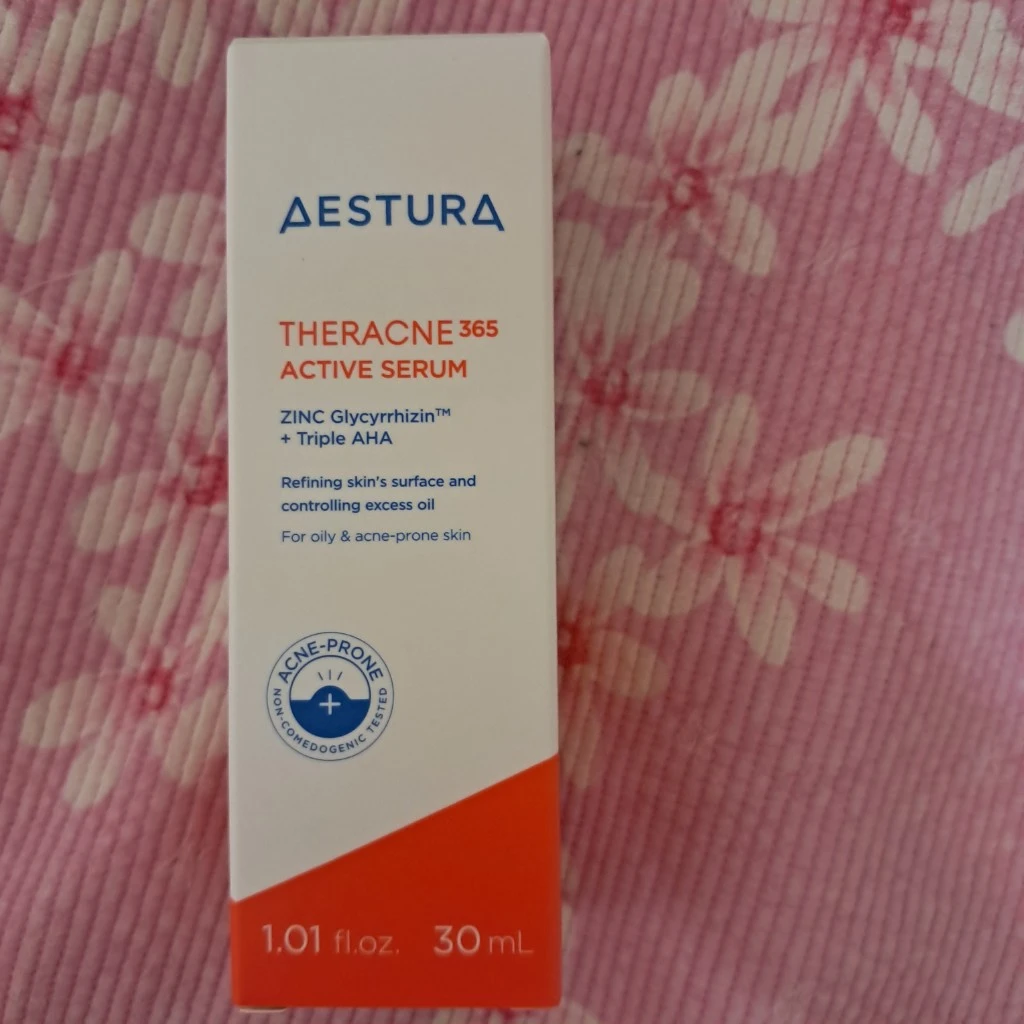 AESTURA
THERACNE 365
ACTIVE SERUM
ZINC Glycyrrhizin™
+ Triple AHA
Refining skin's surface and
controlling excess oil
For oily & acne-prone skin
ACNE-PRONE
NON-COMEDOGENIC TESTED
1.01 fl.oz. 30 mL